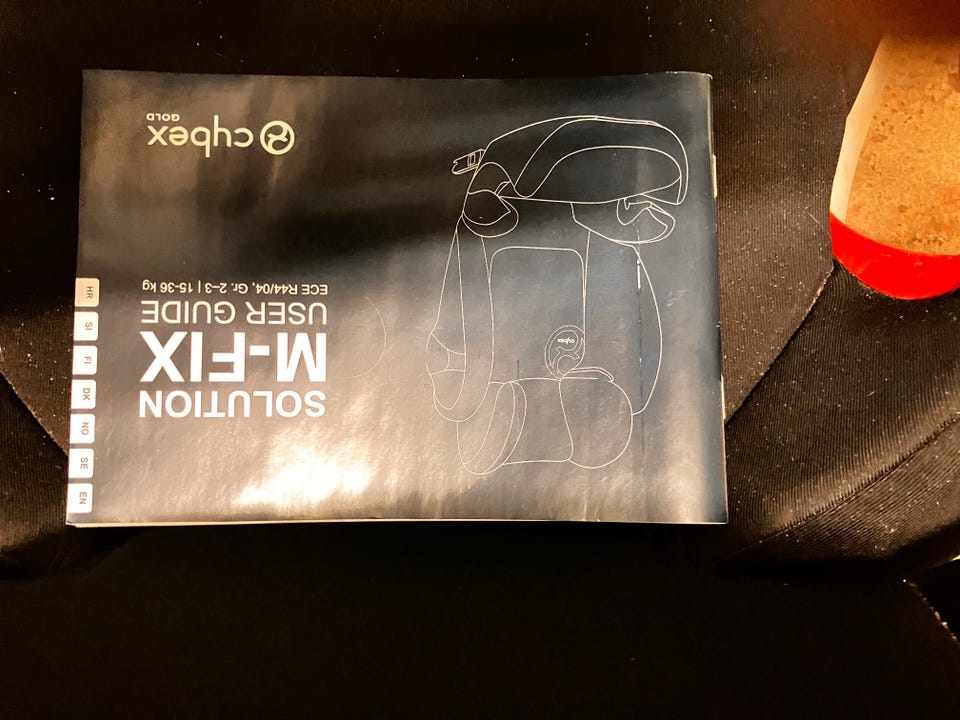 SOLUTION
M-FIX
USER GUIDE
ECE R44/04, Gr. 2–3 | 15-36 kg
cybex
GOLD
cybex
EN
SE
NO
DK
FI
SI
HR